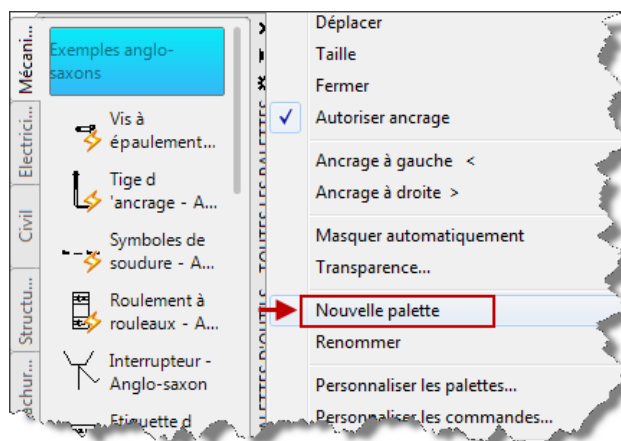 Mécani...
Electrici...
Civil
Structu...
achur...
Exemples anglo-
saxons
Vis à
épaulement...
Tige d
'ancrage - A...
Symboles de
soudure - A...
Roulement à
rouleaux - A...
Interrupteur -
Anglo-saxon
Etiquette d
TOUTES LES PALETTES
Déplacer
Taille
Fermer
Autoriser ancrage
Ancrage à gauche <
Ancrage à droite >
Masquer automatiquement
Transparence...
Nouvelle palette
Renommer
Personnaliser les palettes...
Personnaliser les commandes...